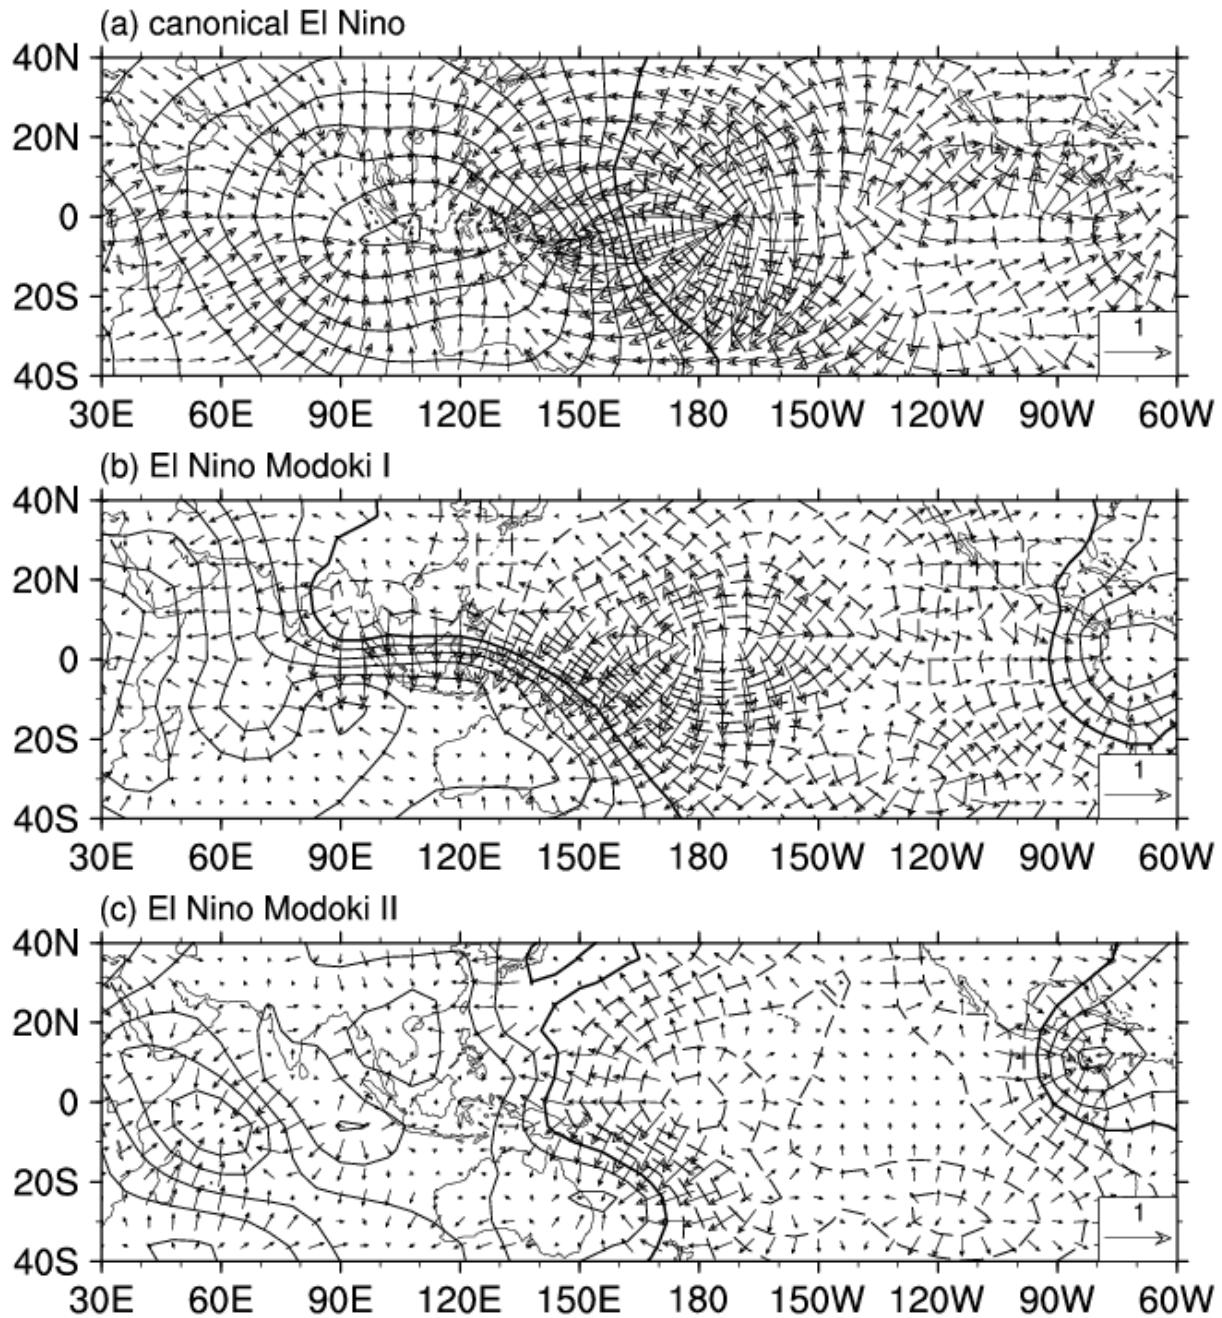 (a) canonical El Nino
40N
20N
0
20S
40S
1
30E 60E 90E 120E 150E 180 150W 120W 90W 60W
(b) El Nino Modoki I
40N
20N
0
20S
40S
1
30E 60E 90E 120E 150E 180 150W 120W 90W 60W
(c) El Nino Modoki II
40N
20N
0
20S
40S
1
30E 60E 90E 120E 150E 180 150W 120W 90W 60W